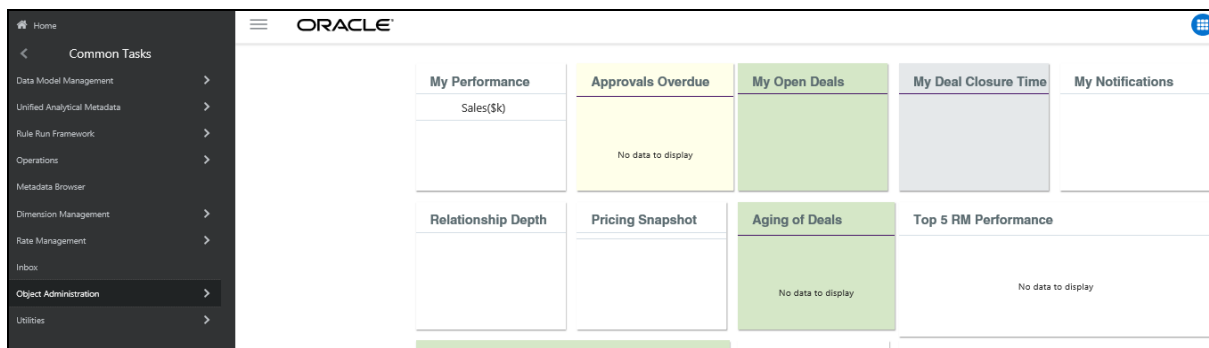 Home
Common Tasks
Data Model Management
Unified Analytical Metadata
Rule Run Framework
Operations
Metadata Browser
Dimension Management
Rate Management
Inbox
Object Administration
Utilities
ORACLE
My Performance
Sales($k)
Approvals Overdue
No data to display
My Open Deals
My Deal Closure Time
My Notifications
Relationship Depth
Pricing Snapshot
Aging of Deals
No data to display
Top 5 RM Performance
No data to display